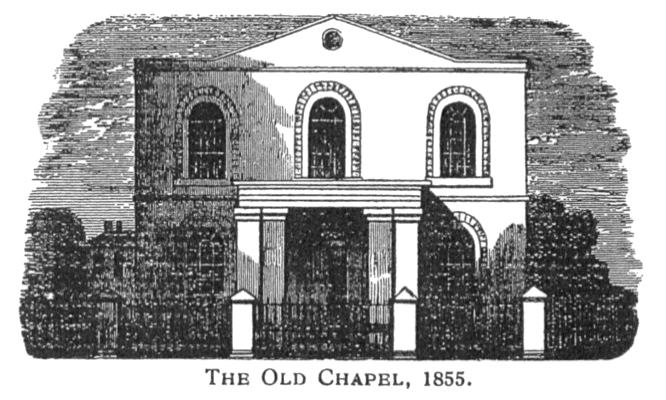 The Old Chapel, 1855.